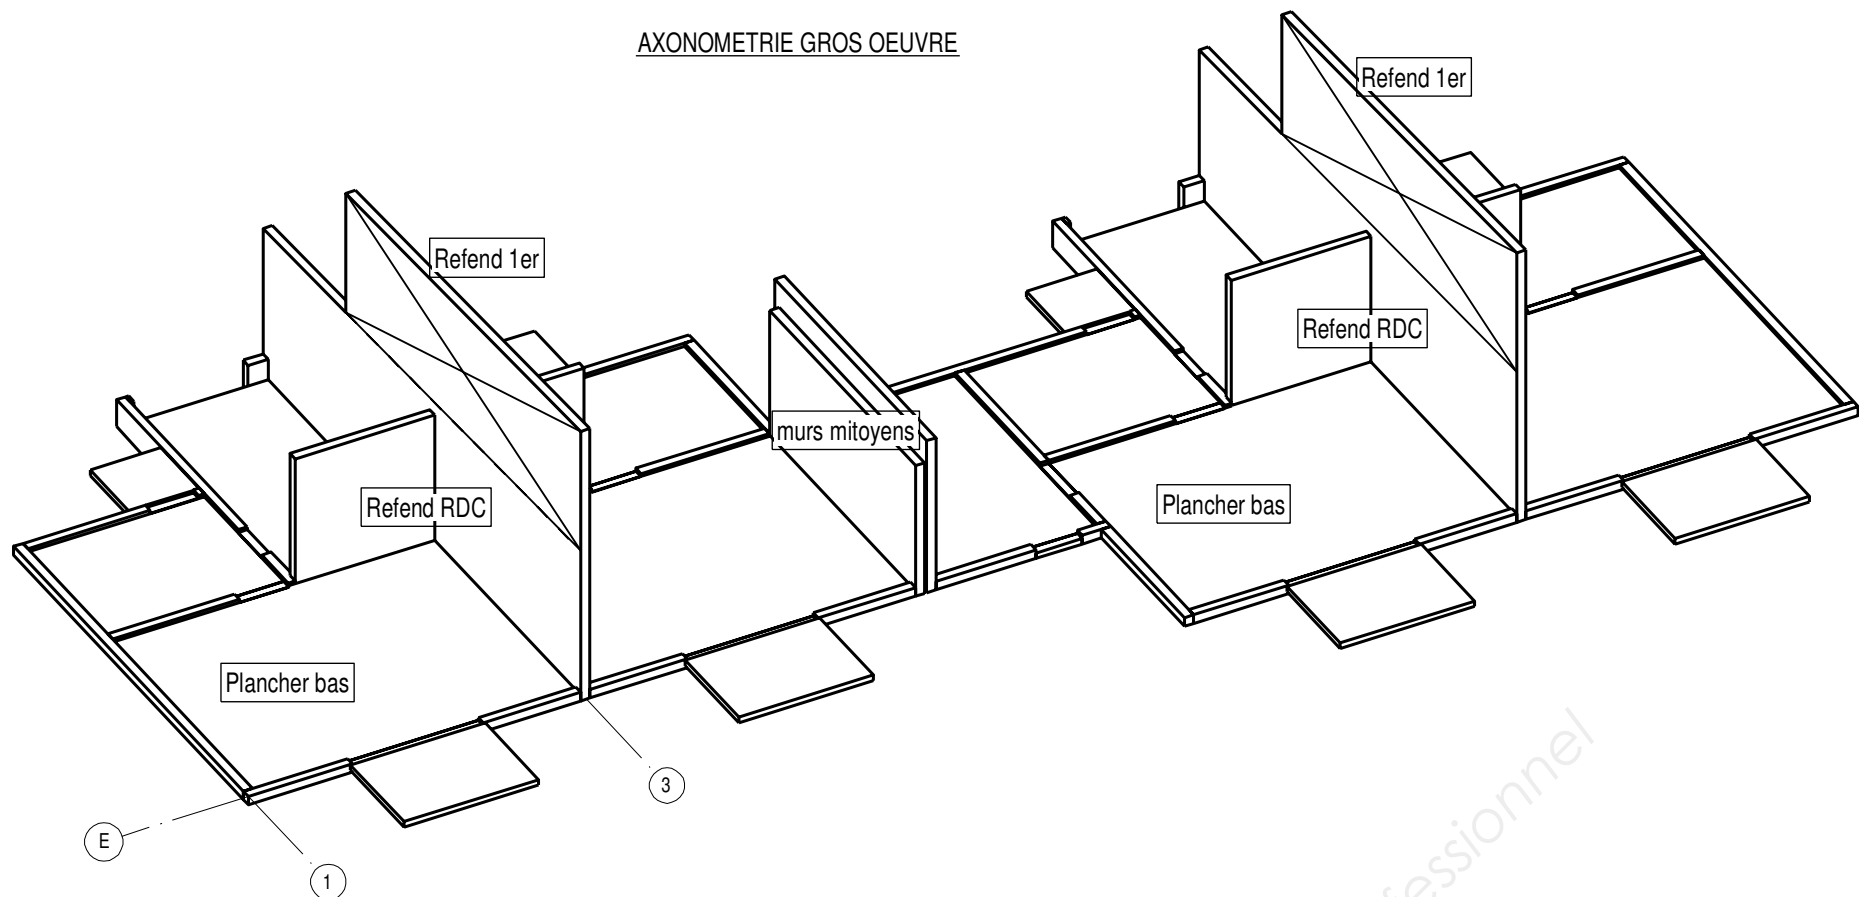 AXONOMETRIE GROS OEUVRE
Refend 1er
Refend 1er
Refend RDC
murs mitoyens
Refend RDC
Plancher bas
Plancher bas
3
E
1